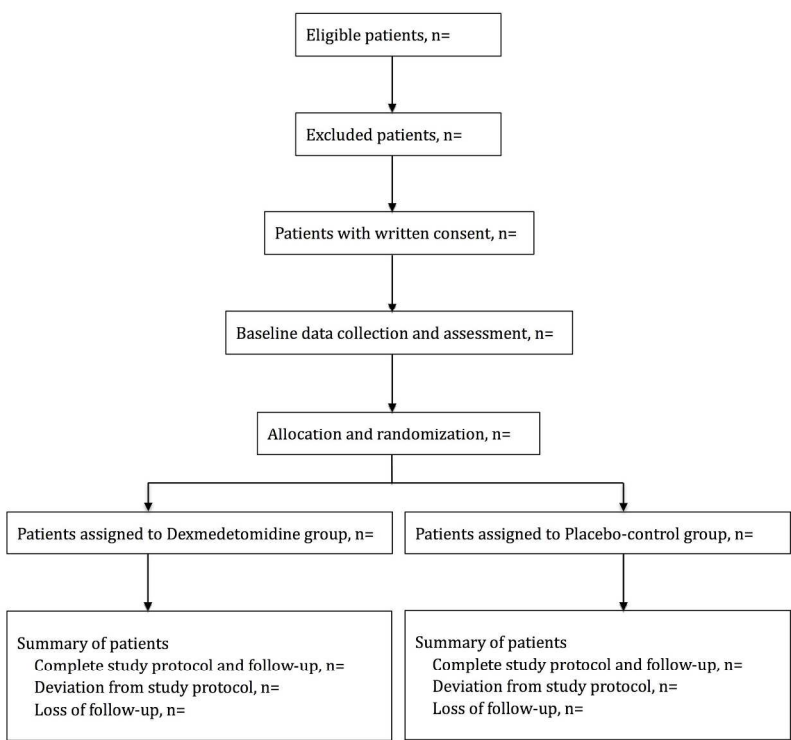 Eligible patients, n=
Excluded patients, n=
Patients with written consent, n=
Baseline data collection and assessment, n=
Allocation and randomization, n=
Patients assigned to Dexmedetomidine group, n=
Patients assigned to Placebo-control group, n=
Summary of patients
Complete study protocol and follow-up, n=
Deviation from study protocol, n=
Loss of follow-up, n=
Summary of patients
Complete study protocol and follow-up, n=
Deviation from study protocol, n=
Loss of follow-up, n=